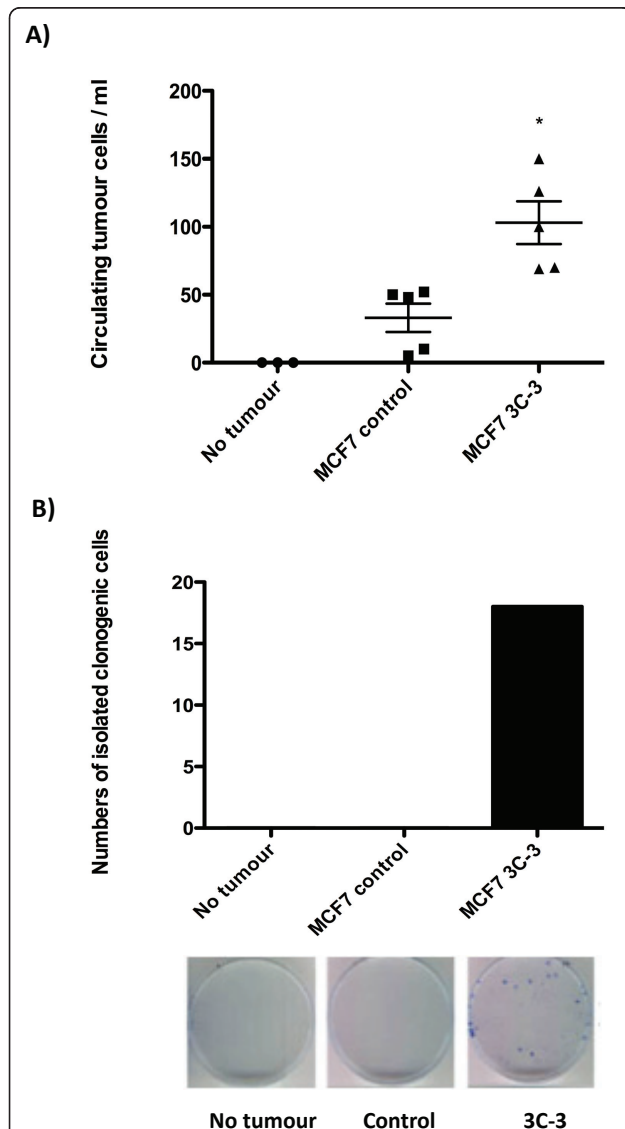 A)
Circulating tumour cells / ml
200
150
100
50
0
*
No tumour
MCF7 control
MCF7 3C-3
B)
Numbers of isolated clonogenic cells
20
15
10
5
0
No tumour
MCF7 control
MCF7 3C-3
No tumour Control 3C-3